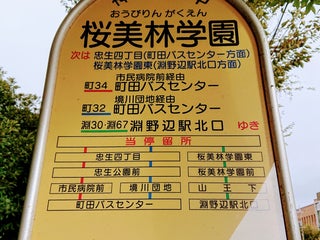 おうびりん がくえん
桜美林学園
次は 忠生四丁目(町田バスセンター方面)
桜美林学園東(淵野辺駅北口方面)
市民病院前経由
町34 町田バスセンター
境川団地経由
町32 町田バスセンター
淵30・淵67 淵野辺駅北口 ゆき
当停留所
忠生四丁目 桜美林学園東
忠生公園前 桜美林学園前
市民病院前 境川団地 山王下
町田バスセンター 淵野辺駅北口